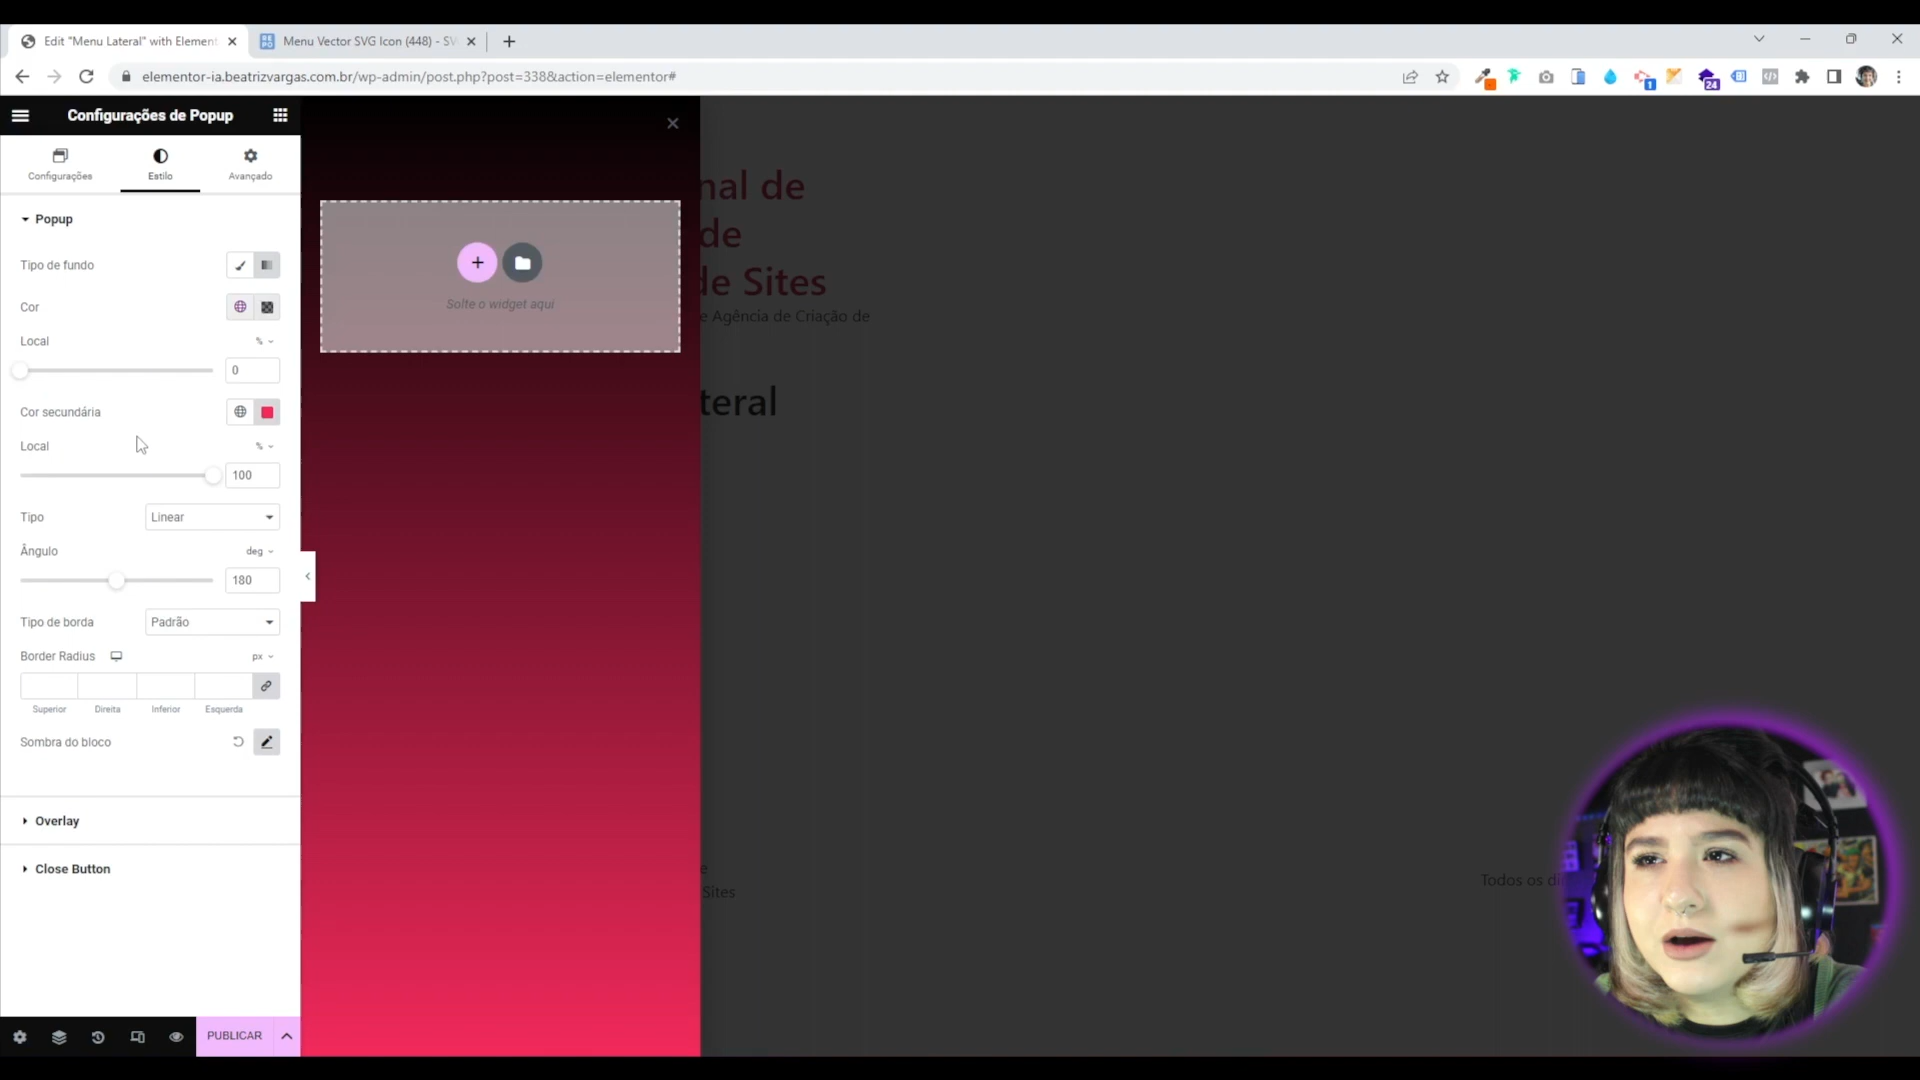 Edit "Menu Lateral" with Element
Menu Vector SVG Icon (448) - SV
elementor-ia.beatrizvargas.com.br/wp-admin/post.php?post=338&action=elementor#
1
24
Configurações de Popup
Configurações
Estilo
Avançado
Popup
Tipo de fundo
Cor
Local
%
0
Cor secundária
Local
%
100
Tipo
Linear
Ângulo
deg
180
Tipo de borda
Padrão
Border Radius
px
Superior
Direita
Inferior
Esquerda
Sombra do bloco
Overlay
Close Button
PUBLICAR
Solte o widget aqui
nal de
de
de Sites
e Agência de Criação de
teral
e
Sites
Todos os di